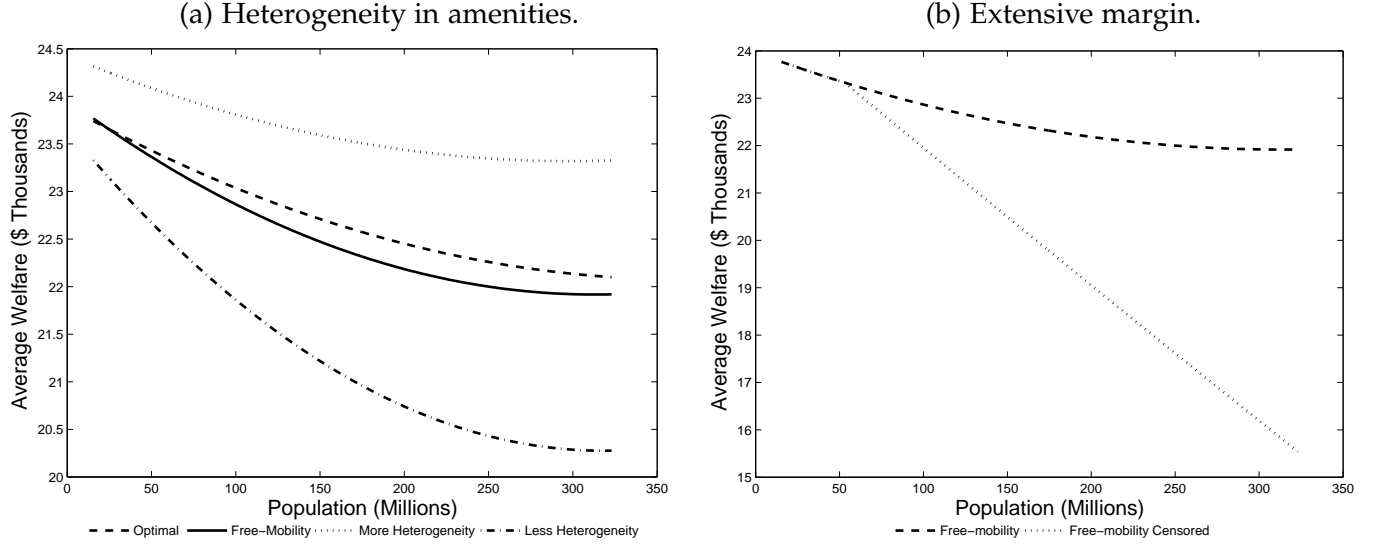 (a) Heterogeneity in amenities.
24.5
24
23.5
23
22.5
22
21.5
21
20.5
20
Average Welfare ($ Thousands)
0 50 100 150 200 250 300 350
Population (Millions)
Optimal Free−Mobility More Heterogeneity Less Heterogeneity
(b) Extensive margin.
24
23
22
21
20
19
18
17
16
15
Average Welfare ($ Thousands)
0 50 100 150 200 250 300 350
Population (Millions)
Free−mobility Free−mobility Censored